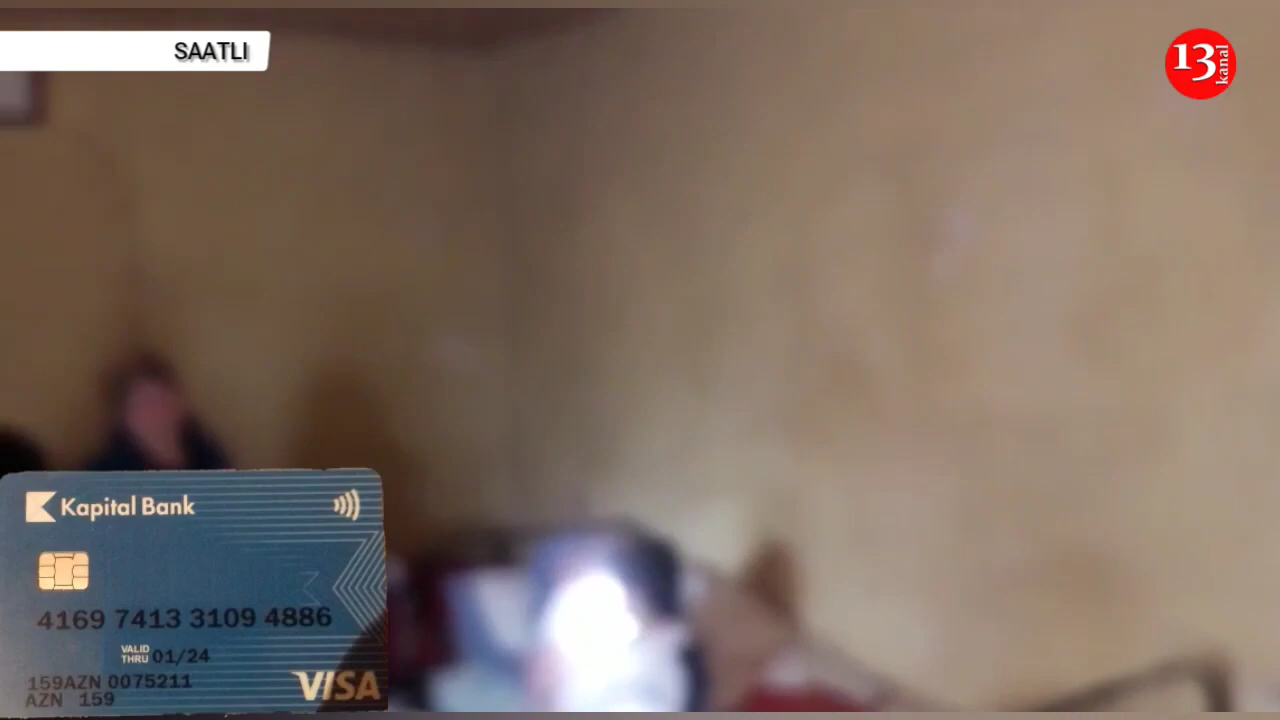 SAATLI
13 kanal
Kapital Bank
4169 7413 3109 4886
VALID THRU 01/24
159AZN 0075211
AZN 159
VISA